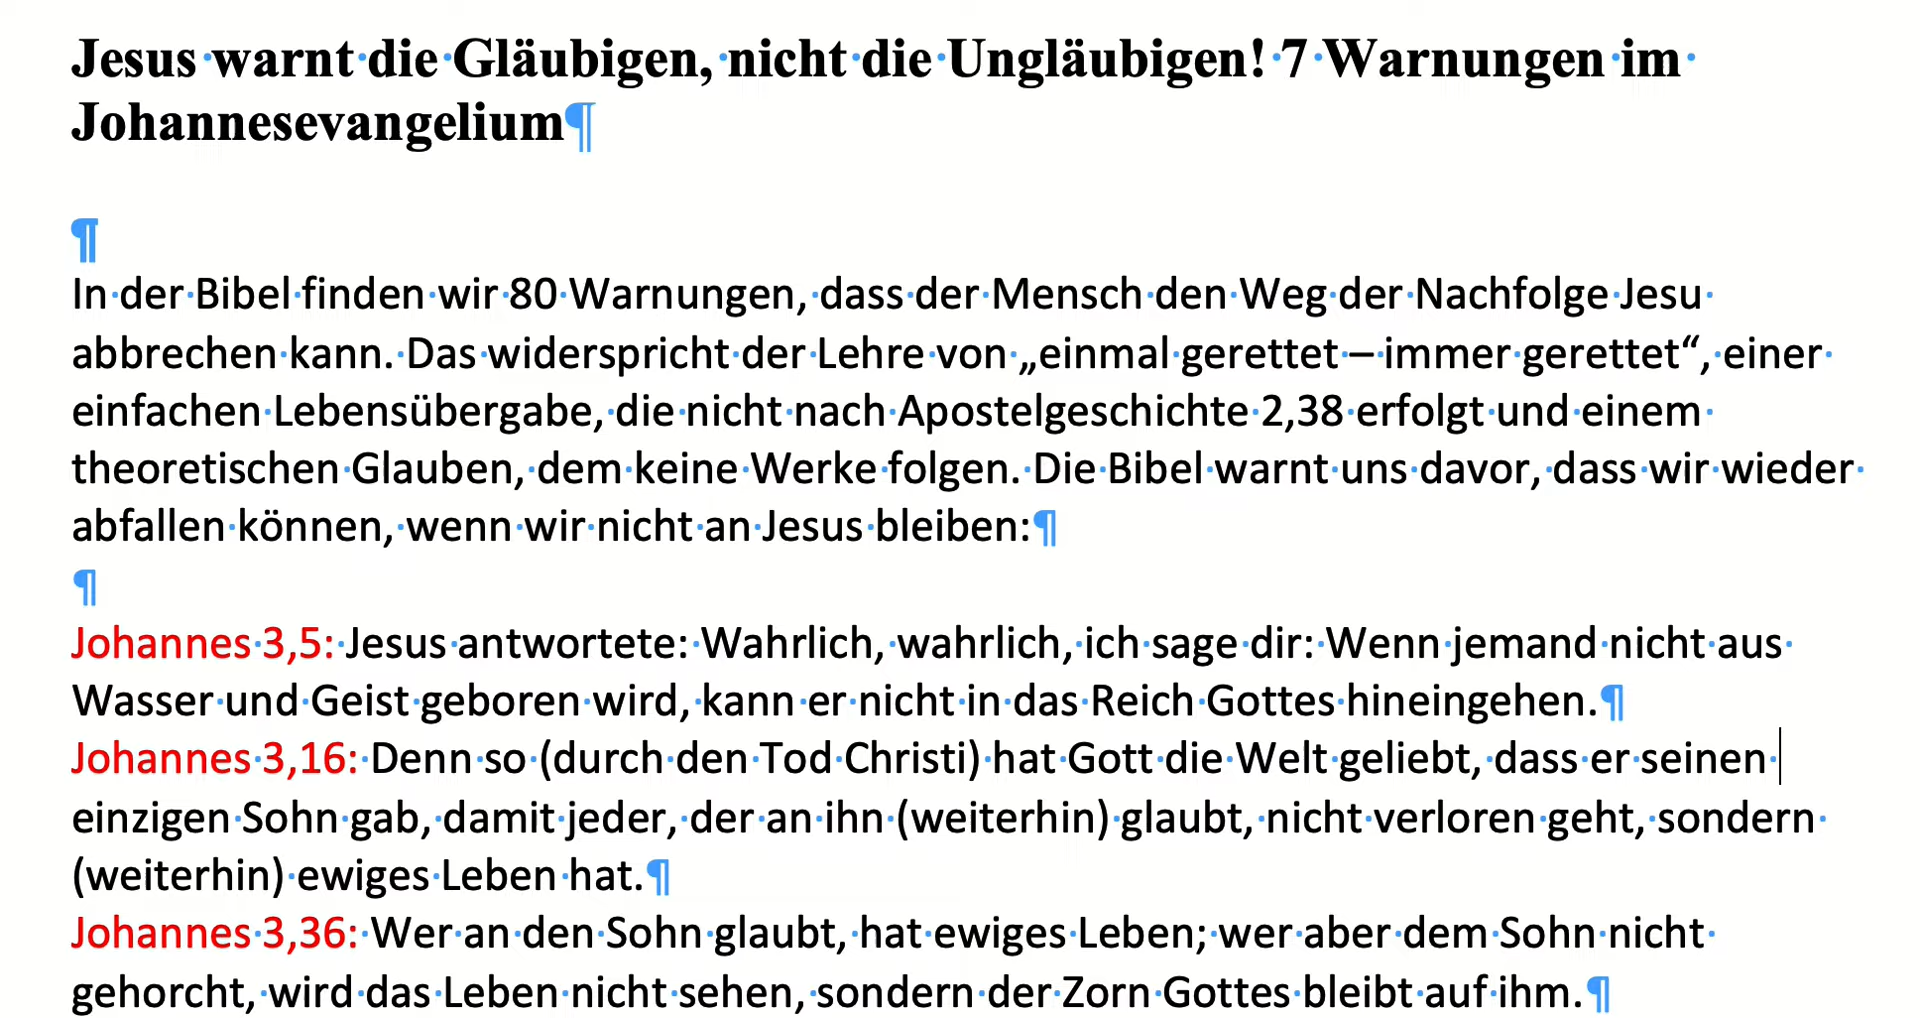 Jesus warnt die Gläubigen, nicht die Ungläubigen! 7 Warnungen im
Johannesevangelium¶
¶
In der Bibel finden wir 80 Warnungen, dass der Mensch den Weg der Nachfolge Jesu
abbrechen kann. Das widerspricht der Lehre von „einmal gerettet – immer gerettet“, einer
einfachen Lebensübergabe, die nicht nach Apostelgeschichte 2,38 erfolgt und einem
theoretischen Glauben, dem keine Werke folgen. Die Bibel warnt uns davor, dass wir wieder
abfallen können, wenn wir nicht an Jesus bleiben:¶
¶
Johannes 3,5: Jesus antwortete: Wahrlich, wahrlich, ich sage dir: Wenn jemand nicht aus
Wasser und Geist geboren wird, kann er nicht in das Reich Gottes hineingehen.¶
Johannes 3,16: Denn so (durch den Tod Christi) hat Gott die Welt geliebt, dass er seinen
einzigen Sohn gab, damit jeder, der an ihn (weiterhin) glaubt, nicht verloren geht, sondern
(weiterhin) ewiges Leben hat.¶
Johannes 3,36: Wer an den Sohn glaubt, hat ewiges Leben; wer aber dem Sohn nicht
gehorcht, wird das Leben nicht sehen, sondern der Zorn Gottes bleibt auf ihm.¶